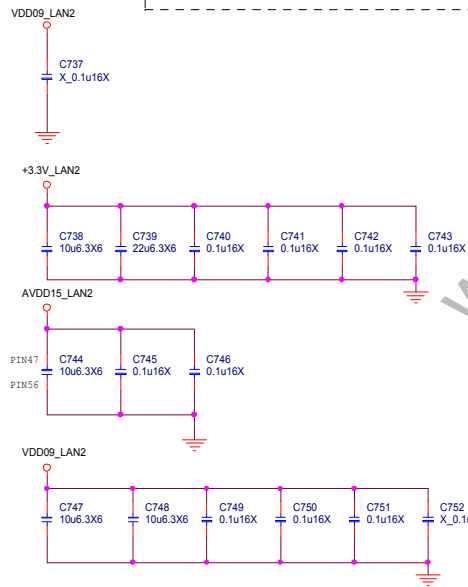 VDD09_LAN2
C737
X_0.1u16X
+3.3V_LAN2
C738
10u6.3X6
C739
22u6.3X6
C740
0.1u16X
C741
0.1u16X
C742
0.1u16X
C743
0.1u16X
AVDD15_LAN2
PIN47
PIN56
C744
10u6.3X6
C745
0.1u16X
C746
0.1u16X
VDD09_LAN2
C747
10u6.3X6
C748
10u6.3X6
C749
0.1u16X
C750
0.1u16X
C751
0.1u16X
C752